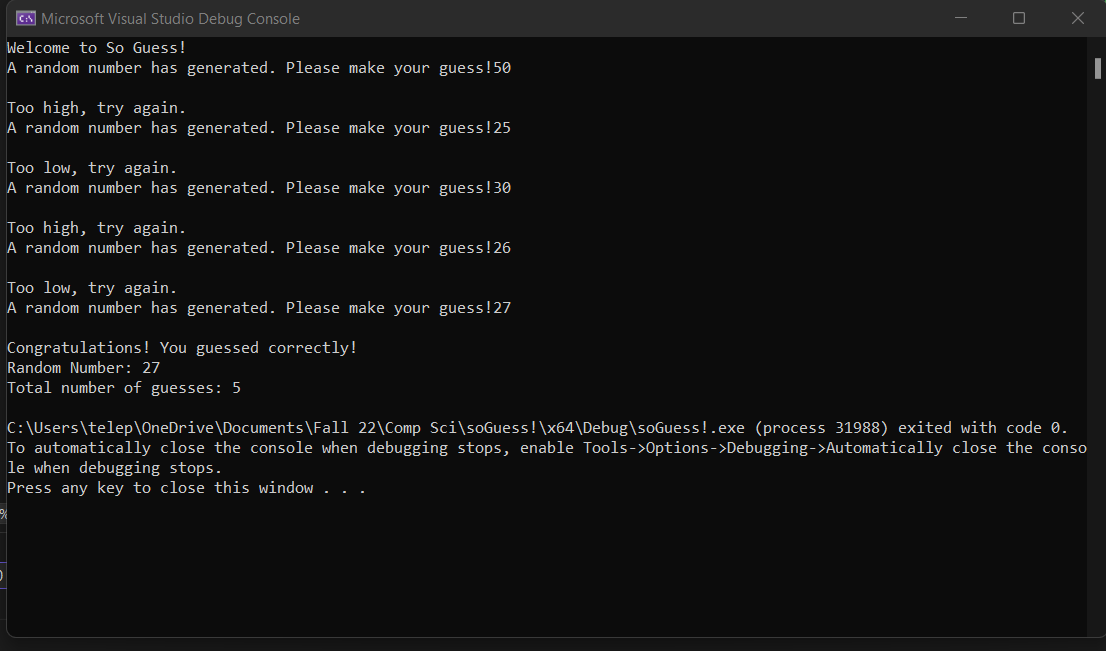 Microsoft Visual Studio Debug Console
Welcome to So Guess!
A random number has generated. Please make your guess!50
Too high, try again.
A random number has generated. Please make your guess!25
Too low, try again.
A random number has generated. Please make your guess!30
Too high, try again.
A random number has generated. Please make your guess!26
Too low, try again.
A random number has generated. Please make your guess!27
Congratulations! You guessed correctly!
Random Number: 27
Total number of guesses: 5
C:\Users\telep\OneDrive\Documents\Fall 22\Comp Sci\soGuess!\x64\Debug\soGuess!.exe (process 31988) exited with code 0.
To automatically close the console when debugging stops, enable Tools->Options->Debugging->Automatically close the conso
le when debugging stops.
Press any key to close this window . . .